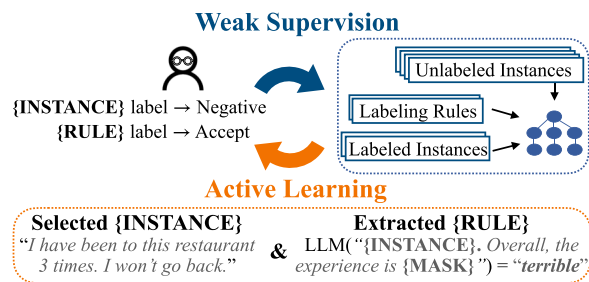 Weak Supervision
{INSTANCE} label → Negative
{RULE} label → Accept
Unlabeled Instances
Labeling Rules
Labeled Instances
Active Learning
Selected {INSTANCE}
“I have been to this restaurant
3 times. I won’t go back.”
&
Extracted {RULE}
LLM(“{INSTANCE}. Overall, the
experience is {MASK}”) = “terrible”